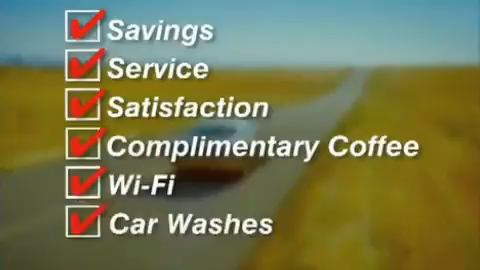 Savings
Service
Satisfaction
Complimentary Coffee
Wi-Fi
Car Washes